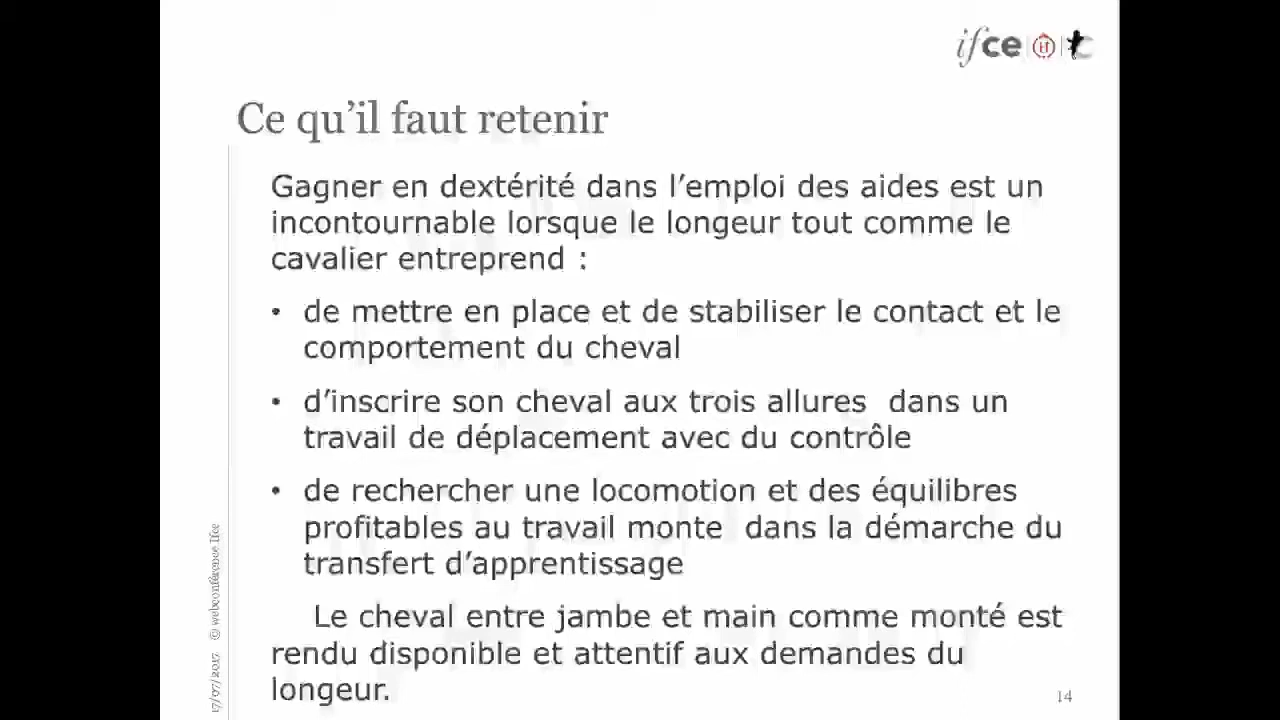 ifce
Ce qu'il faut retenir
Gagner en dextérité dans l'emploi des aides est un
incontournable lorsque le longeur tout comme le
cavalier entreprend :
• de mettre en place et de stabiliser le contact et le
comportement du cheval
• d'inscrire son cheval aux trois allures dans un
travail de déplacement avec du contrôle
• de rechercher une locomotion et des équilibres
profitables au travail monte dans la démarche du
transfert d'apprentissage
Le cheval entre jambe et main comme monté est
rendu disponible et attentif aux demandes du
longeur.
14
17/07/2017 © webconférence Ifce